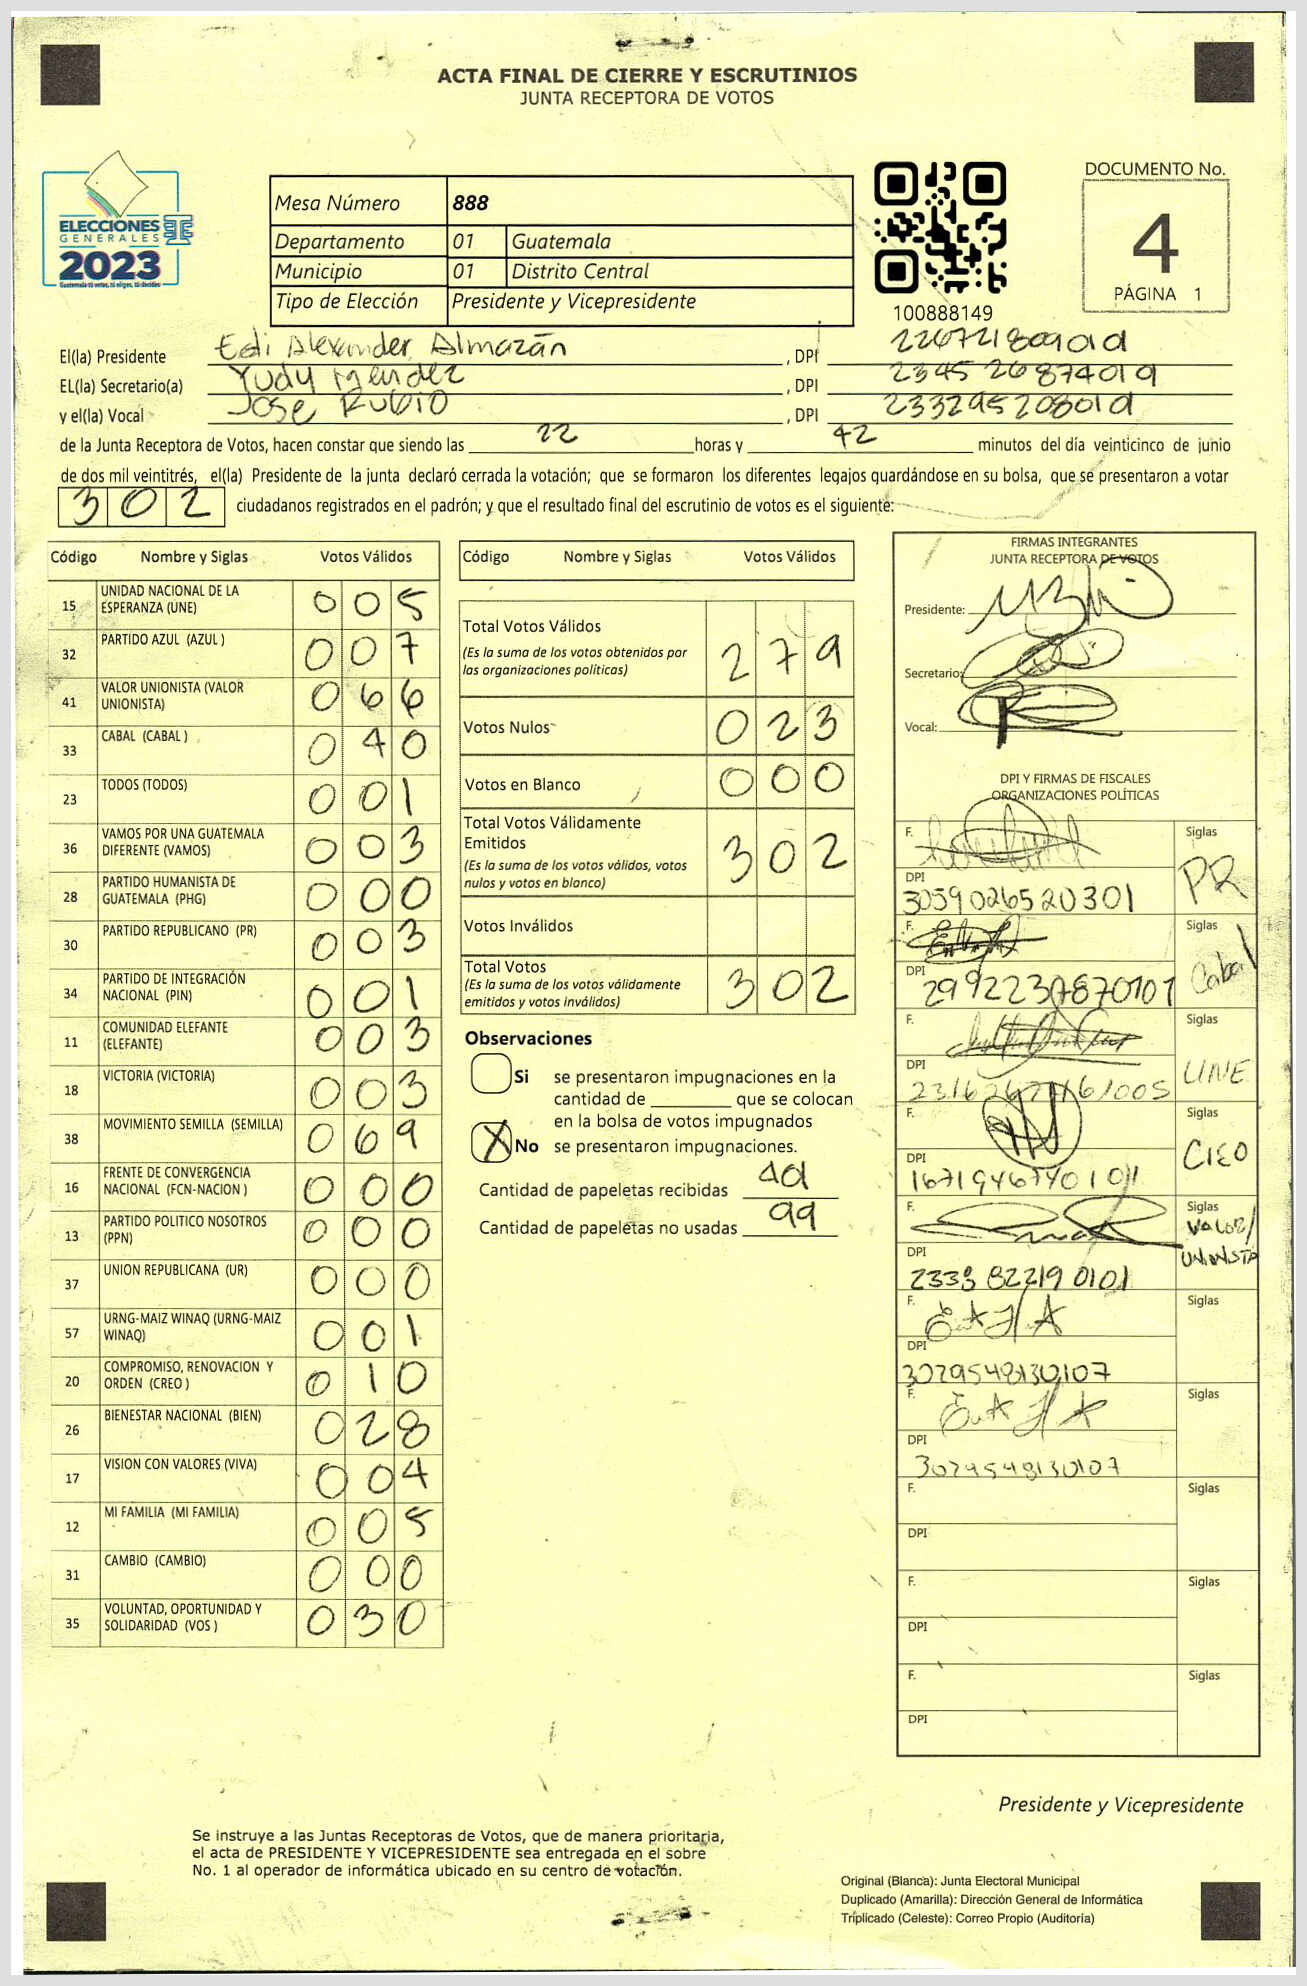 ACTA FINAL DE CIERRE Y ESCRUTINIOS
JUNTA RECEPTORA DE VOTOS
ELECCIONES
GENERALES
2023
Guatemala tú votas, tú eliges, tú decides
Mesa Número 888
Departamento 01 Guatemala
Municipio 01 Distrito Central
Tipo de Elección Presidente y Vicepresidente
100888149
DOCUMENTO No.
4
PÁGINA 1
El(la) Presidente Edi Alexander Almazán, DPI 226721809019
EL(la) Secretario(a) Yudy Mendez, DPI 2345 26874019
y el(la) Vocal Jose Rubio, DPI 233295208019
de la Junta Receptora de Votos, hacen constar que siendo las 22 horas y 42 minutos del día veinticinco de junio
de dos mil veintitrés, el(la) Presidente de la junta declaró cerrada la votación; que se formaron los diferentes legajos guardándose en su bolsa, que se presentaron a votar
302 ciudadanos registrados en el padrón; y que el resultado final del escrutinio de votos es el siguiente:
Código Nombre y Siglas Votos Válidos
15 UNIDAD NACIONAL DE LA ESPERANZA (UNE) 005
32 PARTIDO AZUL (AZUL ) 007
41 VALOR UNIONISTA (VALOR UNIONISTA) 066
33 CABAL (CABAL ) 040
23 TODOS (TODOS) 001
36 VAMOS POR UNA GUATEMALA DIFERENTE (VAMOS) 003
28 PARTIDO HUMANISTA DE GUATEMALA (PHG) 000
30 PARTIDO REPUBLICANO (PR) 003
34 PARTIDO DE INTEGRACIÓN NACIONAL (PIN) 001
11 COMUNIDAD ELEFANTE (ELEFANTE) 003
18 VICTORIA (VICTORIA) 003
38 MOVIMIENTO SEMILLA (SEMILLA) 069
16 FRENTE DE CONVERGENCIA NACIONAL (FCN-NACION ) 000
13 PARTIDO POLITICO NOSOTROS (PPN) 000
37 UNION REPUBLICANA (UR) 000
57 URNG-MAIZ WINAQ (URNG-MAIZ WINAQ) 001
20 COMPROMISO, RENOVACION Y ORDEN (CREO ) 010
26 BIENESTAR NACIONAL (BIEN) 028
17 VISION CON VALORES (VIVA) 004
12 MI FAMILIA (MI FAMILIA) 005
31 CAMBIO (CAMBIO) 000
35 VOLUNTAD, OPORTUNIDAD Y SOLIDARIDAD (VOS ) 030
Código Nombre y Siglas Votos Válidos
Total Votos Válidos 279
(Es la suma de los votos obtenidos por
las organizaciones políticas)
Votos Nulos 023
Votos en Blanco 000
Total Votos Válidamente
Emitidos 302
(Es la suma de los votos válidos, votos
nulos y votos en blanco)
Votos Inválidos
Total Votos 302
(Es la suma de los votos válidamente
emitidos y votos inválidos)
Observaciones
Si se presentaron impugnaciones en la
cantidad de ________ que se colocan
en la bolsa de votos impugnados
X No se presentaron impugnaciones.
Cantidad de papeletas recibidas 401
Cantidad de papeletas no usadas 99
FIRMAS INTEGRANTES
JUNTA RECEPTORA DE VOTOS
Presidente:
Secretario:
Vocal:
DPI Y FIRMAS DE FISCALES
ORGANIZACIONES POLÍTICAS
F. Siglas PR
DPI 3059026520301
F. Siglas Cabal
DPI 2992230870101
F. Siglas UNE
DPI
F. Siglas CREO
DPI
F. Siglas VALOR/
UNIONISTA
DPI 2338 82219 0101
F. Siglas
DPI 3029548130107
F. Siglas
DPI 3029548130107
F. Siglas
DPI
F. Siglas
DPI
F. Siglas
DPI
Presidente y Vicepresidente
Se instruye a las Juntas Receptoras de Votos, que de manera prioritaria,
el acta de PRESIDENTE Y VICEPRESIDENTE sea entregada en el sobre
No. 1 al operador de informática ubicado en su centro de votación.
Original (Blanca): Junta Electoral Municipal
Duplicado (Amarilla): Dirección General de Informática
Triplicado (Celeste): Correo Propio (Auditoría)